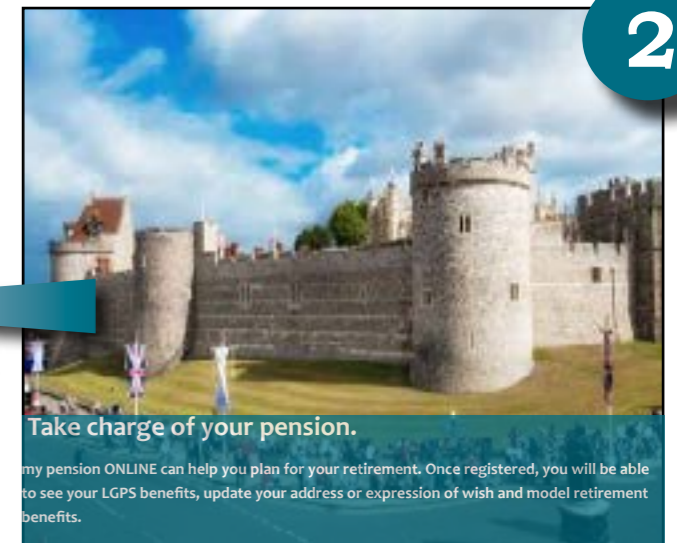 2
Take charge of your pension.
my pension ONLINE can help you plan for your retirement. Once registered, you will be able
to see your LGPS benefits, update your address or expression of wish and model retirement
benefits.